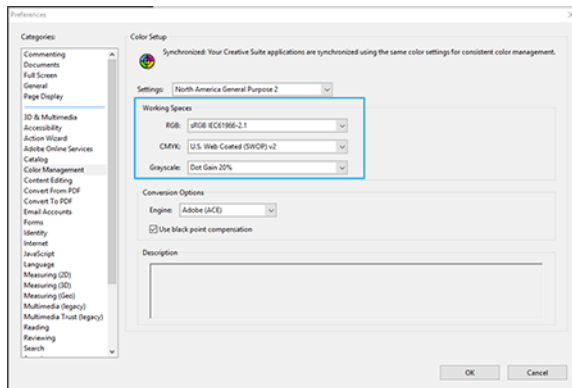 Preferences
Categories:
Commenting
Documents
Full Screen
General
Page Display
3D & Multimedia
Accessibility
Action Wizard
Adobe Online Services
Catalog
Color Management
Content Editing
Convert From PDF
Convert To PDF
Email Accounts
Forms
Identity
Internet
JavaScript
Language
Measuring (2D)
Measuring (3D)
Measuring (Geo)
Multimedia (legacy)
Multimedia Trust (legacy)
Reading
Reviewing
Search
Color Setup
Synchronized: Your Creative Suite applications are synchronized using the same color settings for consistent color management.
Settings: North America General Purpose 2
Working Spaces
RGB: sRGB IEC61966-2.1
CMYK: U.S. Web Coated (SWOP) v2
Grayscale: Dot Gain 20%
Conversion Options
Engine: Adobe (ACE)
Use black point compensation
Description
OK Cancel